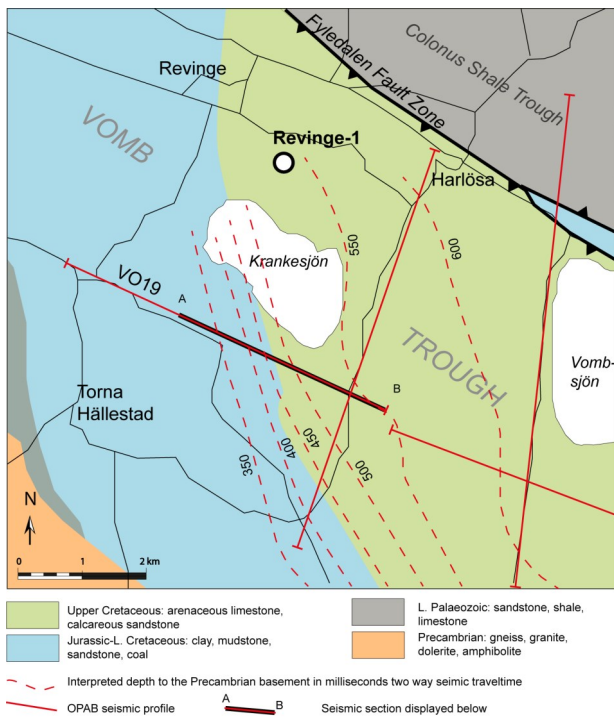 Revinge
Fyledalen Fault Zone
Colonus Shale Trough
VOMB
Revinge-1
Harlösa
550
600
Krankesjön
VO19
A
TROUGH
Vomb-
sjön
B
Torna
Hällestad
350
400
450
500
N
0 1 2 km
Upper Cretaceous: arenaceous limestone,
calcareous sandstone
L. Palaeozoic: sandstone, shale,
limestone
Jurassic-L. Cretaceous: clay, mudstone,
sandstone, coal
Precambrian: gneiss, granite,
dolerite, amphibolite
Interpreted depth to the Precambrian basement in milliseconds two way seimic traveltime
OPAB seismic profile
A B
Seismic section displayed below